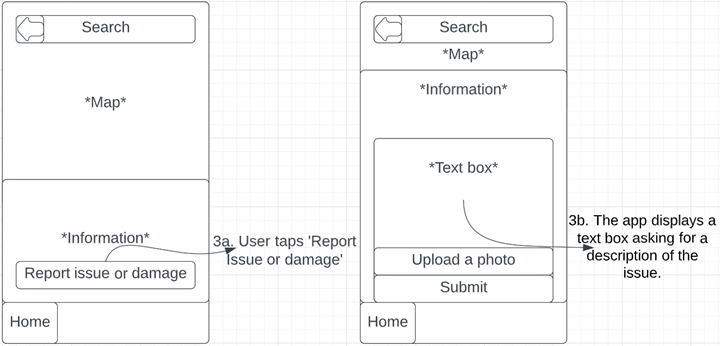 Search
*Map*
*Information*
Report issue or damage
Home
3a. User taps 'Report
Issue or damage'
Search
*Map*
*Information*
*Text box*
Upload a photo
Submit
Home
3b. The app displays a
text box asking for a
description of the
issue.